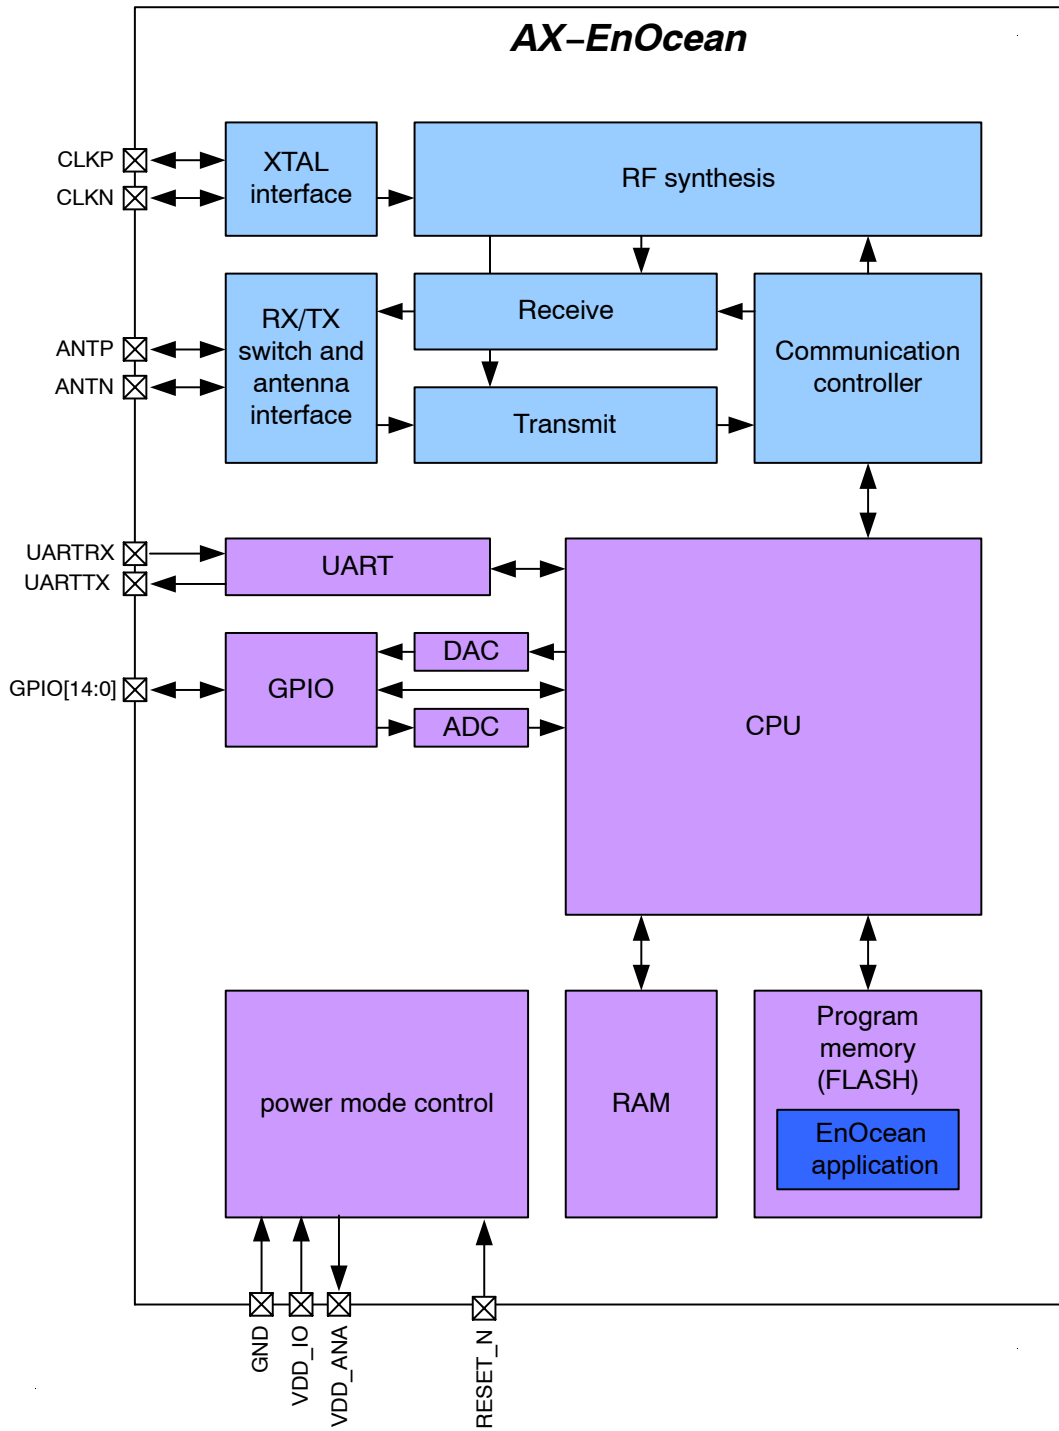 AX–EnOcean
CLKP
CLKN
XTAL
interface
RF synthesis
ANTP
ANTN
RX/TX
switch and
antenna
interface
Receive
Transmit
Communication
controller
UARTRX
UARTTX
UART
GPIO[14:0]
GPIO
DAC
ADC
CPU
power mode control
RAM
Program
memory
(FLASH)
EnOcean
application
GND
VDD_IO
VDD_ANA
RESET_N